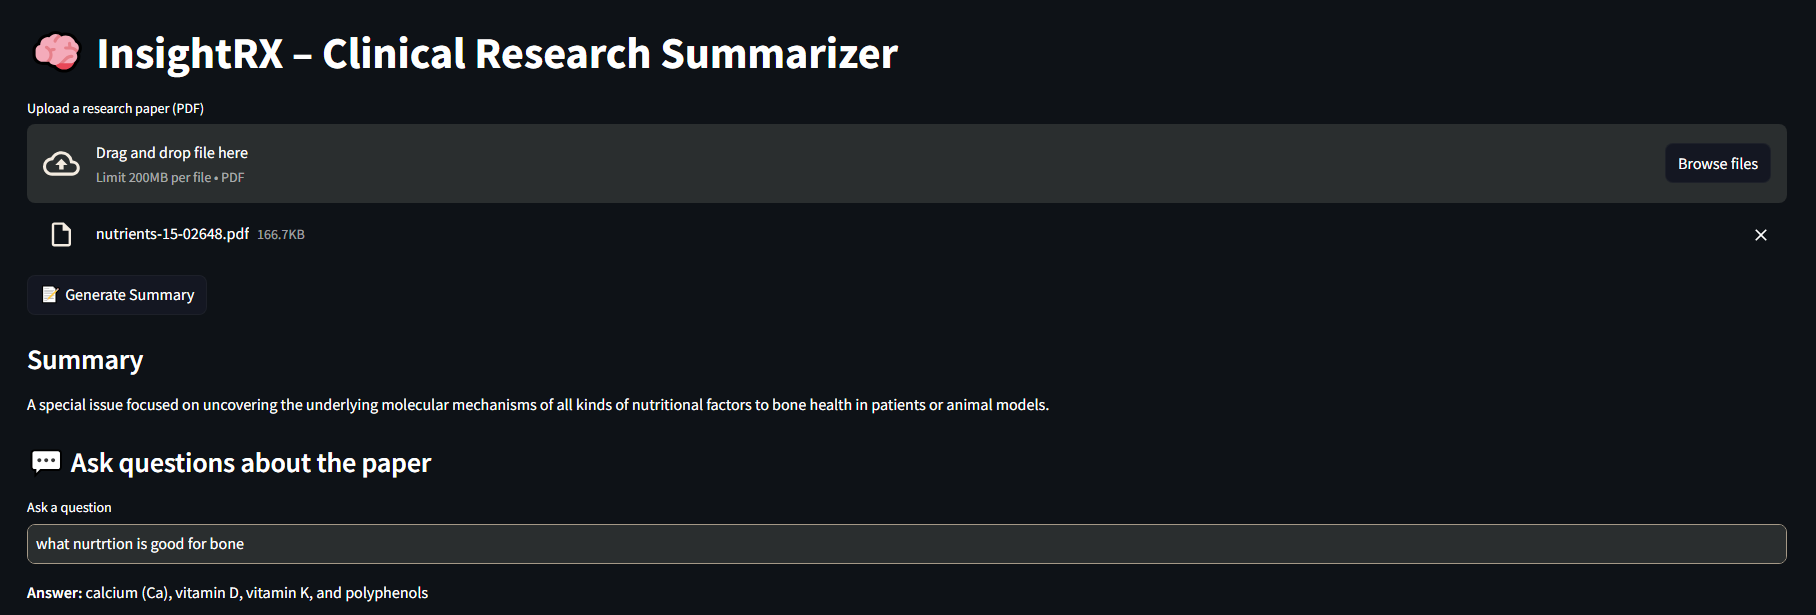 InsightRX – Clinical Research Summarizer
Upload a research paper (PDF)
Drag and drop file here
Limit 200MB per file • PDF
Browse files
nutrients-15-02648.pdf 166.7KB
Generate Summary
Summary
A special issue focused on uncovering the underlying molecular mechanisms of all kinds of nutritional factors to bone health in patients or animal models.
Ask questions about the paper
Ask a question
what nurtrtion is good for bone
Answer: calcium (Ca), vitamin D, vitamin K, and polyphenols